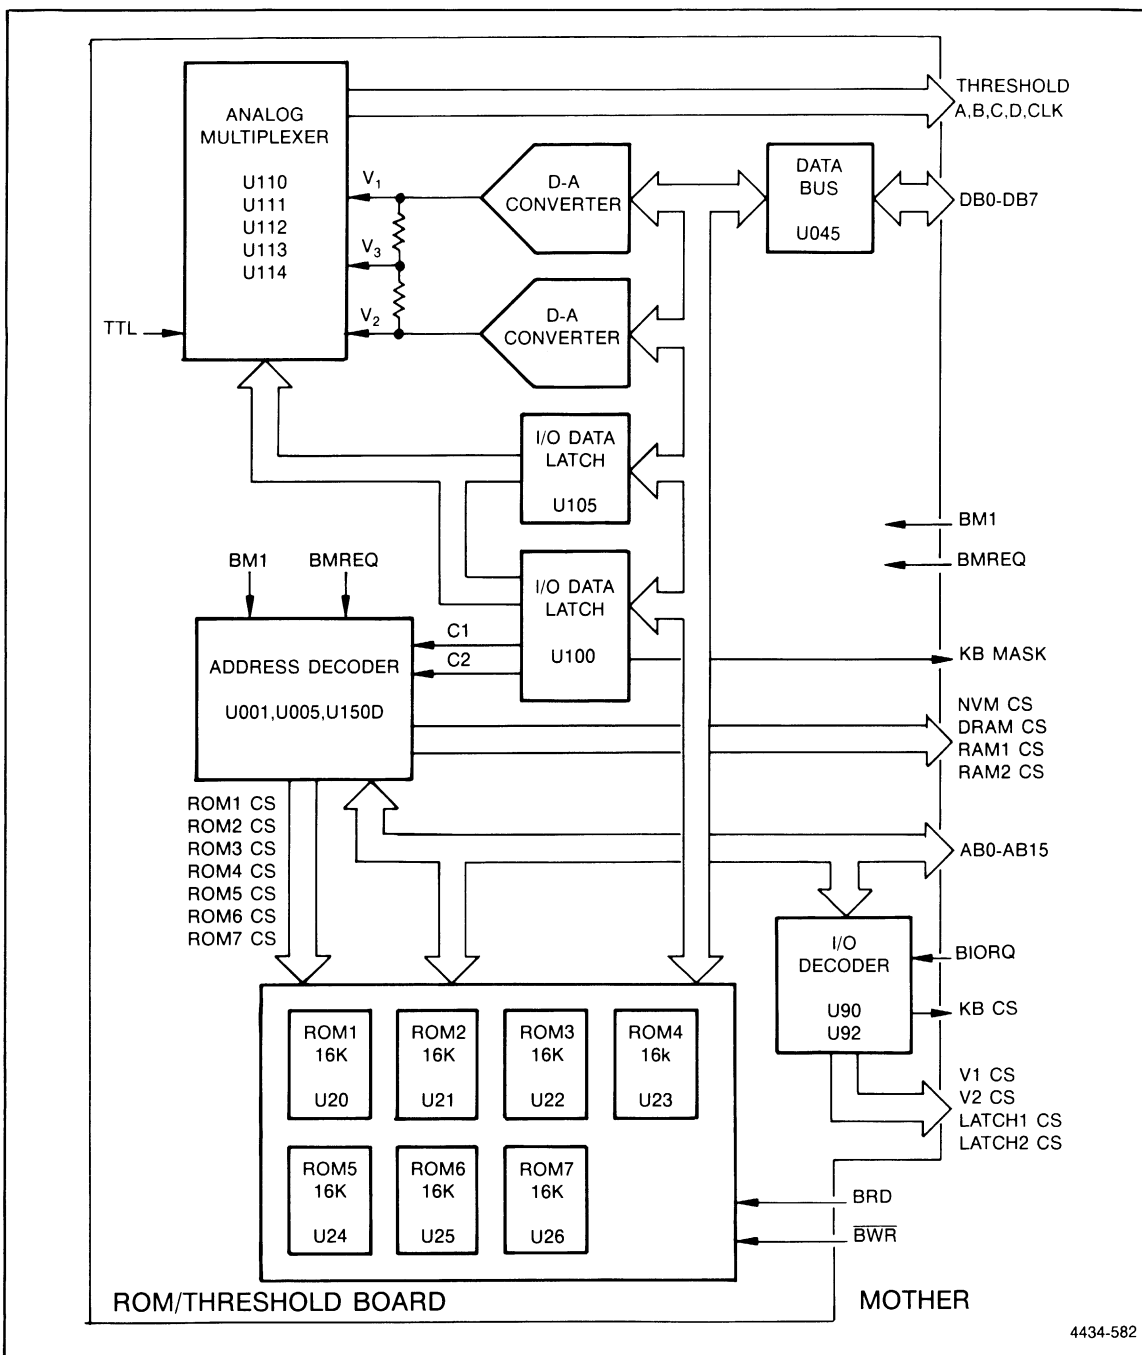 THRESHOLD
A,B,C,D,CLK
ANALOG
MULTIPLEXER
U110
U111
U112
U113
U114
V1
V3
V2
TTL
D-A
CONVERTER
D-A
CONVERTER
DATA
BUS
U045
DB0-DB7
I/O DATA
LATCH
U105
I/O DATA
LATCH
U100
BM1
BMREQ
BM1
BMREQ
C1
C2
KB MASK
ADDRESS DECODER
U001,U005,U150D
NVM CS
DRAM CS
RAM1 CS
RAM2 CS
ROM1 CS
ROM2 CS
ROM3 CS
ROM4 CS
ROM5 CS
ROM6 CS
ROM7 CS
AB0-AB15
I/O
DECODER
U90
U92
BIORQ
KB CS
V1 CS
V2 CS
LATCH1 CS
LATCH2 CS
ROM1
16K
U20
ROM2
16K
U21
ROM3
16K
U22
ROM4
16k
U23
ROM5
16K
U24
ROM6
16K
U25
ROM7
16K
U26
BRD
BWR
ROM/THRESHOLD BOARD
MOTHER
4434-582